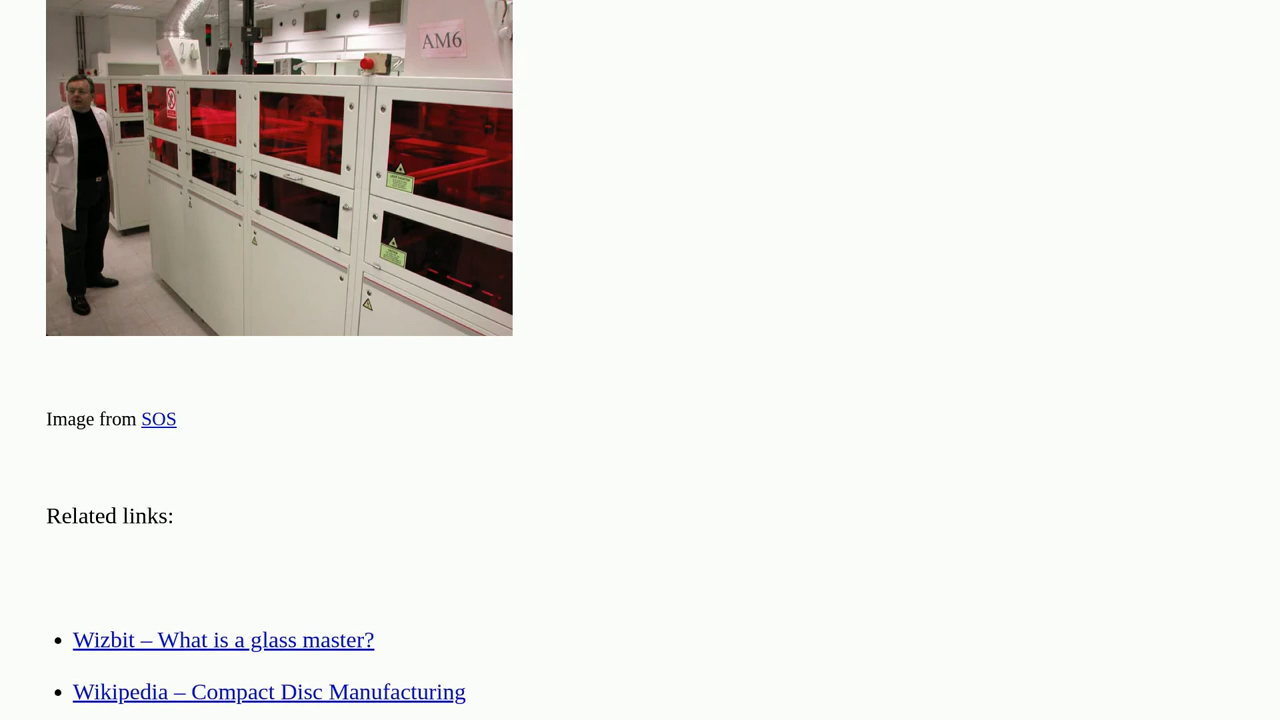 AM6
Image from SOS
Related links:
Wizbit – What is a glass master?
Wikipedia – Compact Disc Manufacturing